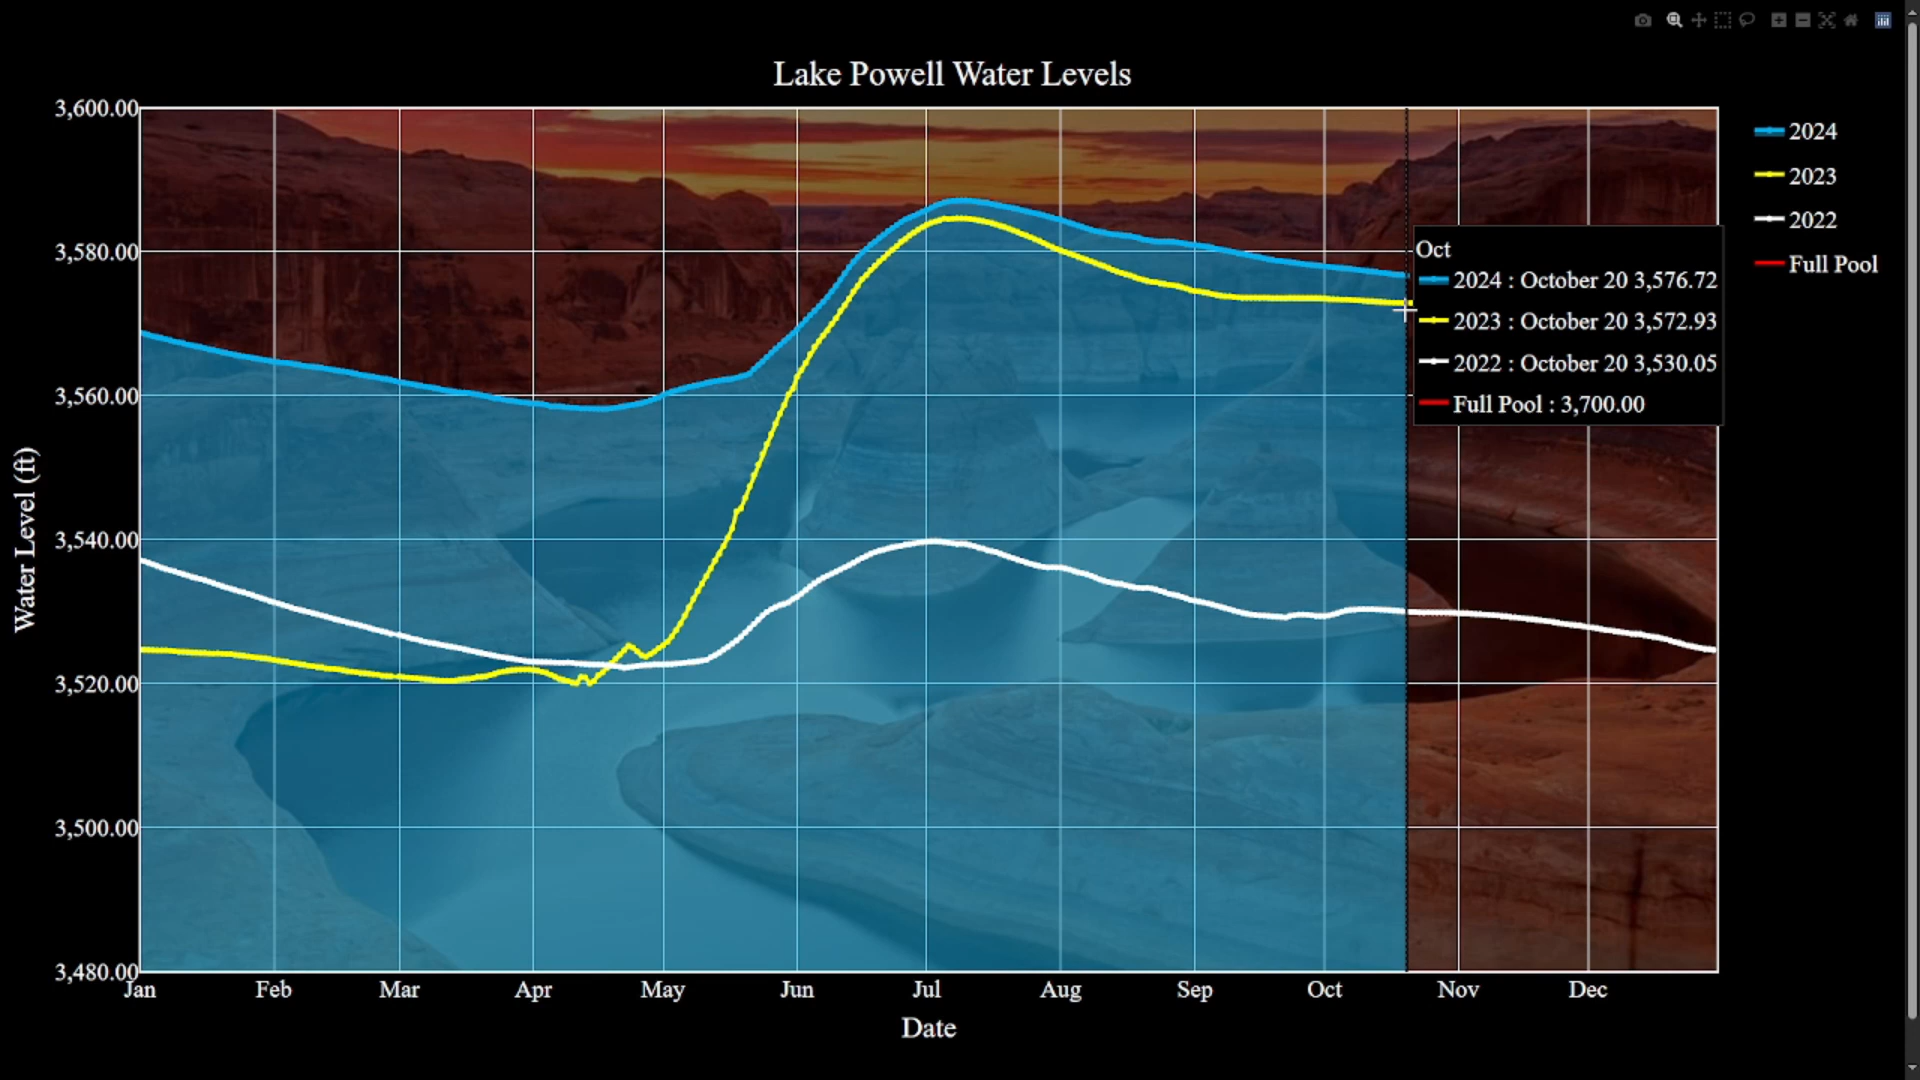 Lake Powell Water Levels
3,600.00
3,580.00
3,560.00
3,540.00
3,520.00
3,500.00
3,480.00
Water Level (ft)
Jan Feb Mar Apr May Jun Jul Aug Sep Oct Nov Dec
Date
2024
2023
2022
Full Pool
Oct
2024 : October 20 3,576.72
2023 : October 20 3,572.93
2022 : October 20 3,530.05
Full Pool : 3,700.00